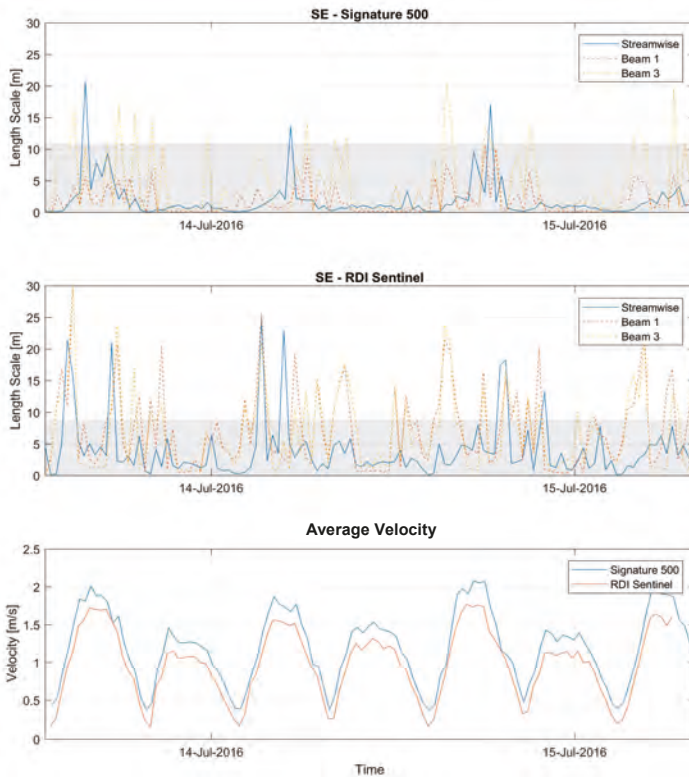 SE - Signature 500
Length Scale [m]
30
25
20
15
10
5
0
Streamwise
Beam 1
Beam 3
14-Jul-2016
15-Jul-2016
SE - RDI Sentinel
Length Scale [m]
30
25
20
15
10
5
0
Streamwise
Beam 1
Beam 3
14-Jul-2016
15-Jul-2016
Average Velocity
Velocity [m/s]
2.5
2
1.5
1
0.5
0
Signature 500
RDI Sentinel
14-Jul-2016
15-Jul-2016
Time